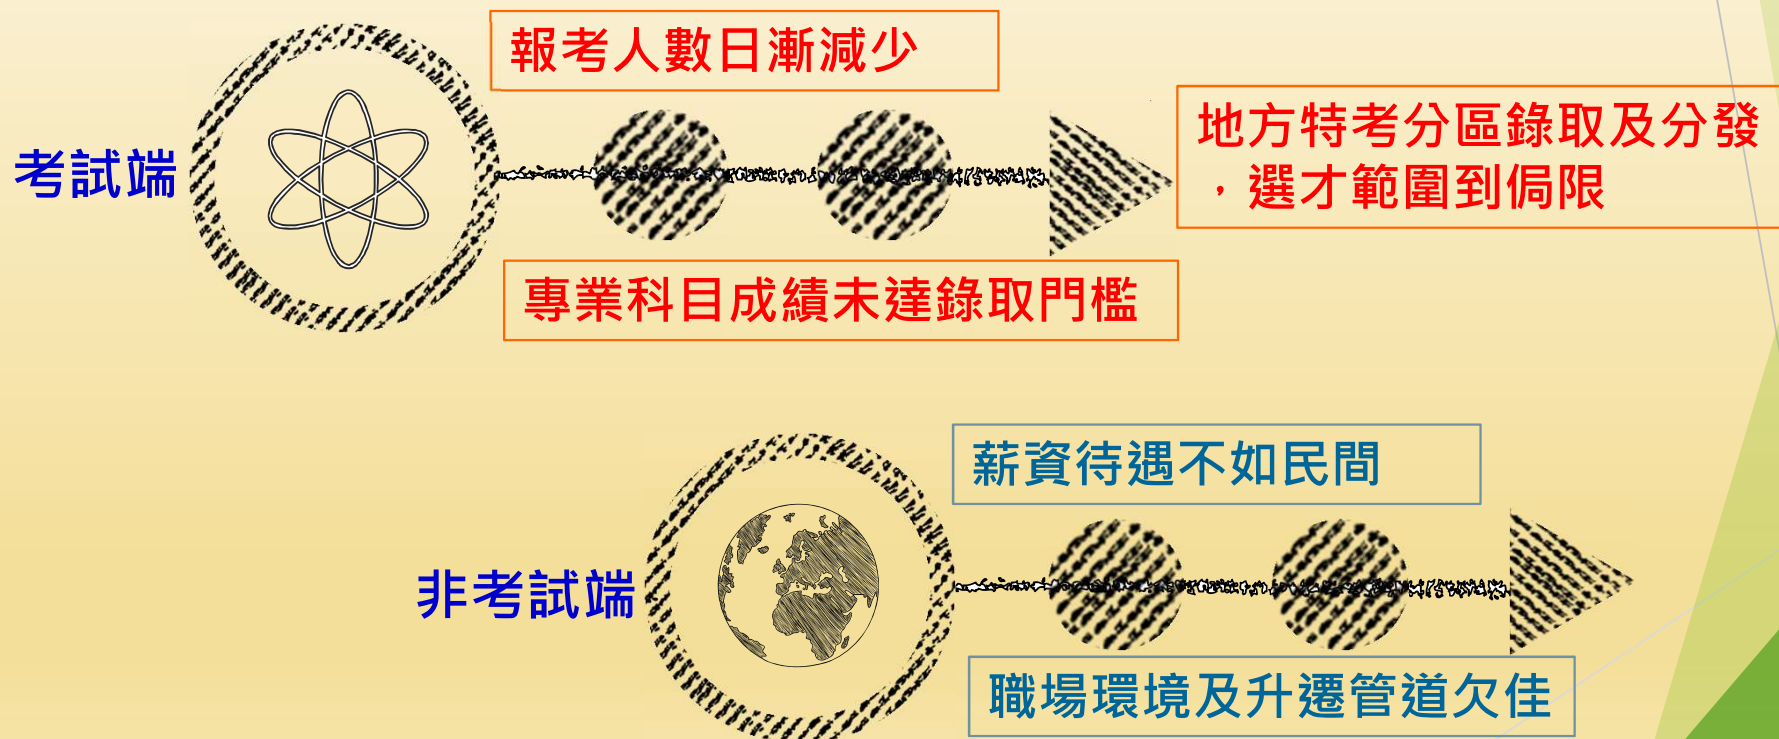 報考人數日漸減少
考試端
地方特考分區錄取及分發
，選才範圍到侷限
專業科目成績未達錄取門檻
薪資待遇不如民間
非考試端
職場環境及升遷管道欠佳